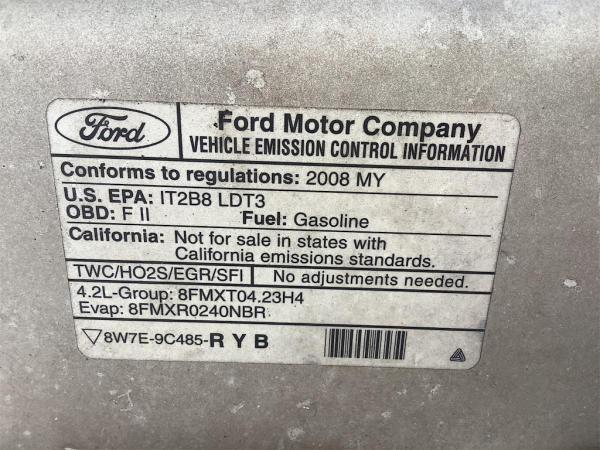 Ford
Ford Motor Company
VEHICLE EMISSION CONTROL INFORMATION
Conforms to regulations: 2008 MY
U.S. EPA: IT2B8 LDT3
OBD: F II Fuel: Gasoline
California: Not for sale in states with
California emissions standards.
TWC/HO2S/EGR/SFI No adjustments needed.
4.2L-Group: 8FMXT04.23H4
Evap: 8FMXR0240NBR
8W7E-9C485-R Y B